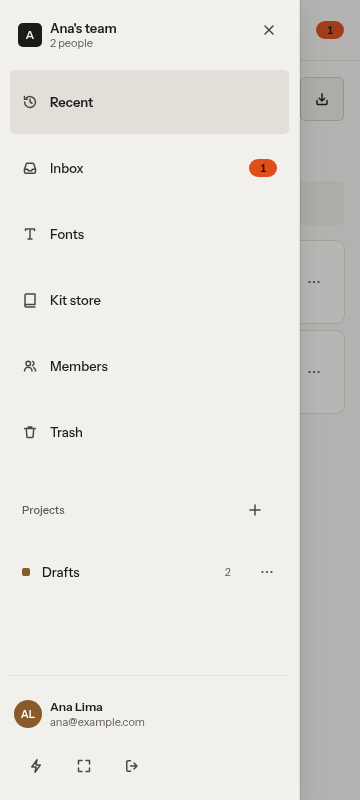 A
Ana's team
2 people
1
Recent
Inbox
1
Fonts
Kit store
Members
Trash
Projects
Drafts
2
AL
Ana Lima
ana@example.com